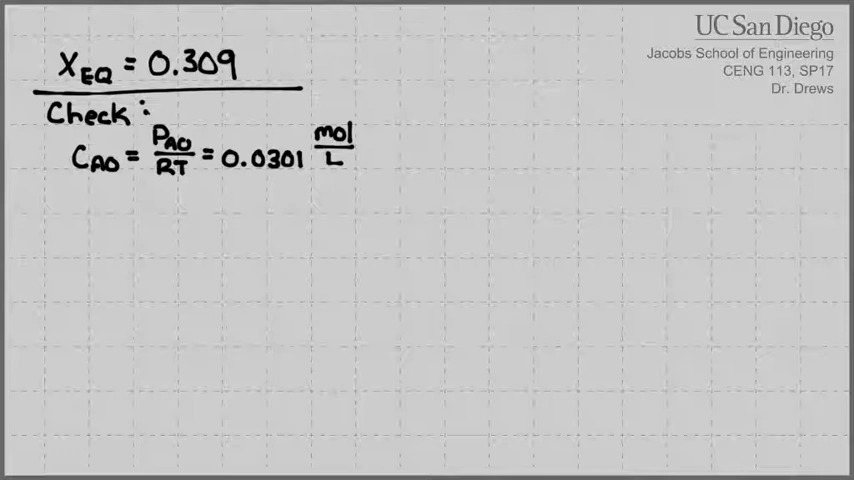 UC San Diego
Jacobs School of Engineering
CENG 113, SP17
Dr. Drews
X_EQ = 0.309
Check:
C_A0 = P_A0/RT = 0.0301 mol/L